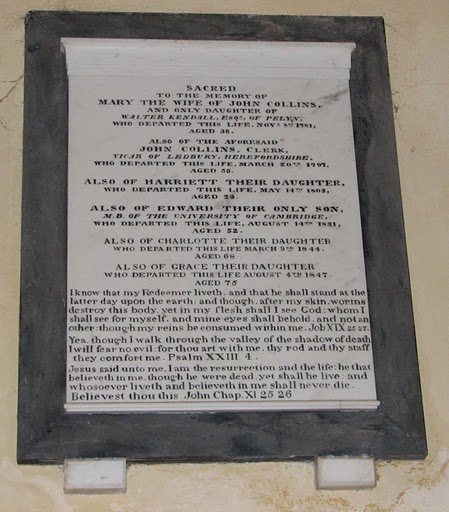 SACRED
TO THE MEMORY OF
MARY THE WIFE OF JOHN COLLINS,
AND ONLY DAUGHTER OF
WALTER KENDALL, ESQR. OF PELYN,
WHO DEPARTED THIS LIFE, NOVR 8TH 1781,
AGED 36.
ALSO OF THE AFORESAID
JOHN COLLINS, CLERK,
VICAR OF LEDBURY, HEREFORDSHIRE,
WHO DEPARTED THIS LIFE, MARCH 20TH 1797,
AGED 55.
ALSO OF HARRIETT THEIR DAUGHTER,
WHO DEPARTED THIS LIFE, MAY 14TH 1803,
AGED 23.
ALSO OF EDWARD THEIR ONLY SON,
M.B. OF THE UNIVERSITY OF CAMBRIDGE,
WHO DEPARTED THIS LIFE, AUGUST 14TH 1831,
AGED 52.
ALSO OF CHARLOTTE THEIR DAUGHTER
WHO DEPARTED THIS LIFE MARCH 9TH 1844.
AGED 68
ALSO OF GRACE THEIR DAUGHTER
WHO DEPARTED THIS LIFE AUGUST 4TH 1847.
AGED 75
I know that my Redeemer liveth, and that he shall stand at the
latter day upon the earth: and though, after my skin, worms
destroy this body, yet in my flesh shall I see God: whom I
shall see for myself, and mine eyes shall behold, and not an
other: though my reins be consumed within me. Job XIX 25 27.
Yea, though I walk through the valley of the shadow of death
I will fear no evil: for thou art with me, thy rod and thy staff
they comfort me. Psalm XXIII 4.
Jesus said unto me, I am the resurrection and the life: he that
believeth in me, though he were dead, yet shall he live: and
whosoever liveth and believeth in me shall never die.
Believest thou this John Chap. XI 25 26